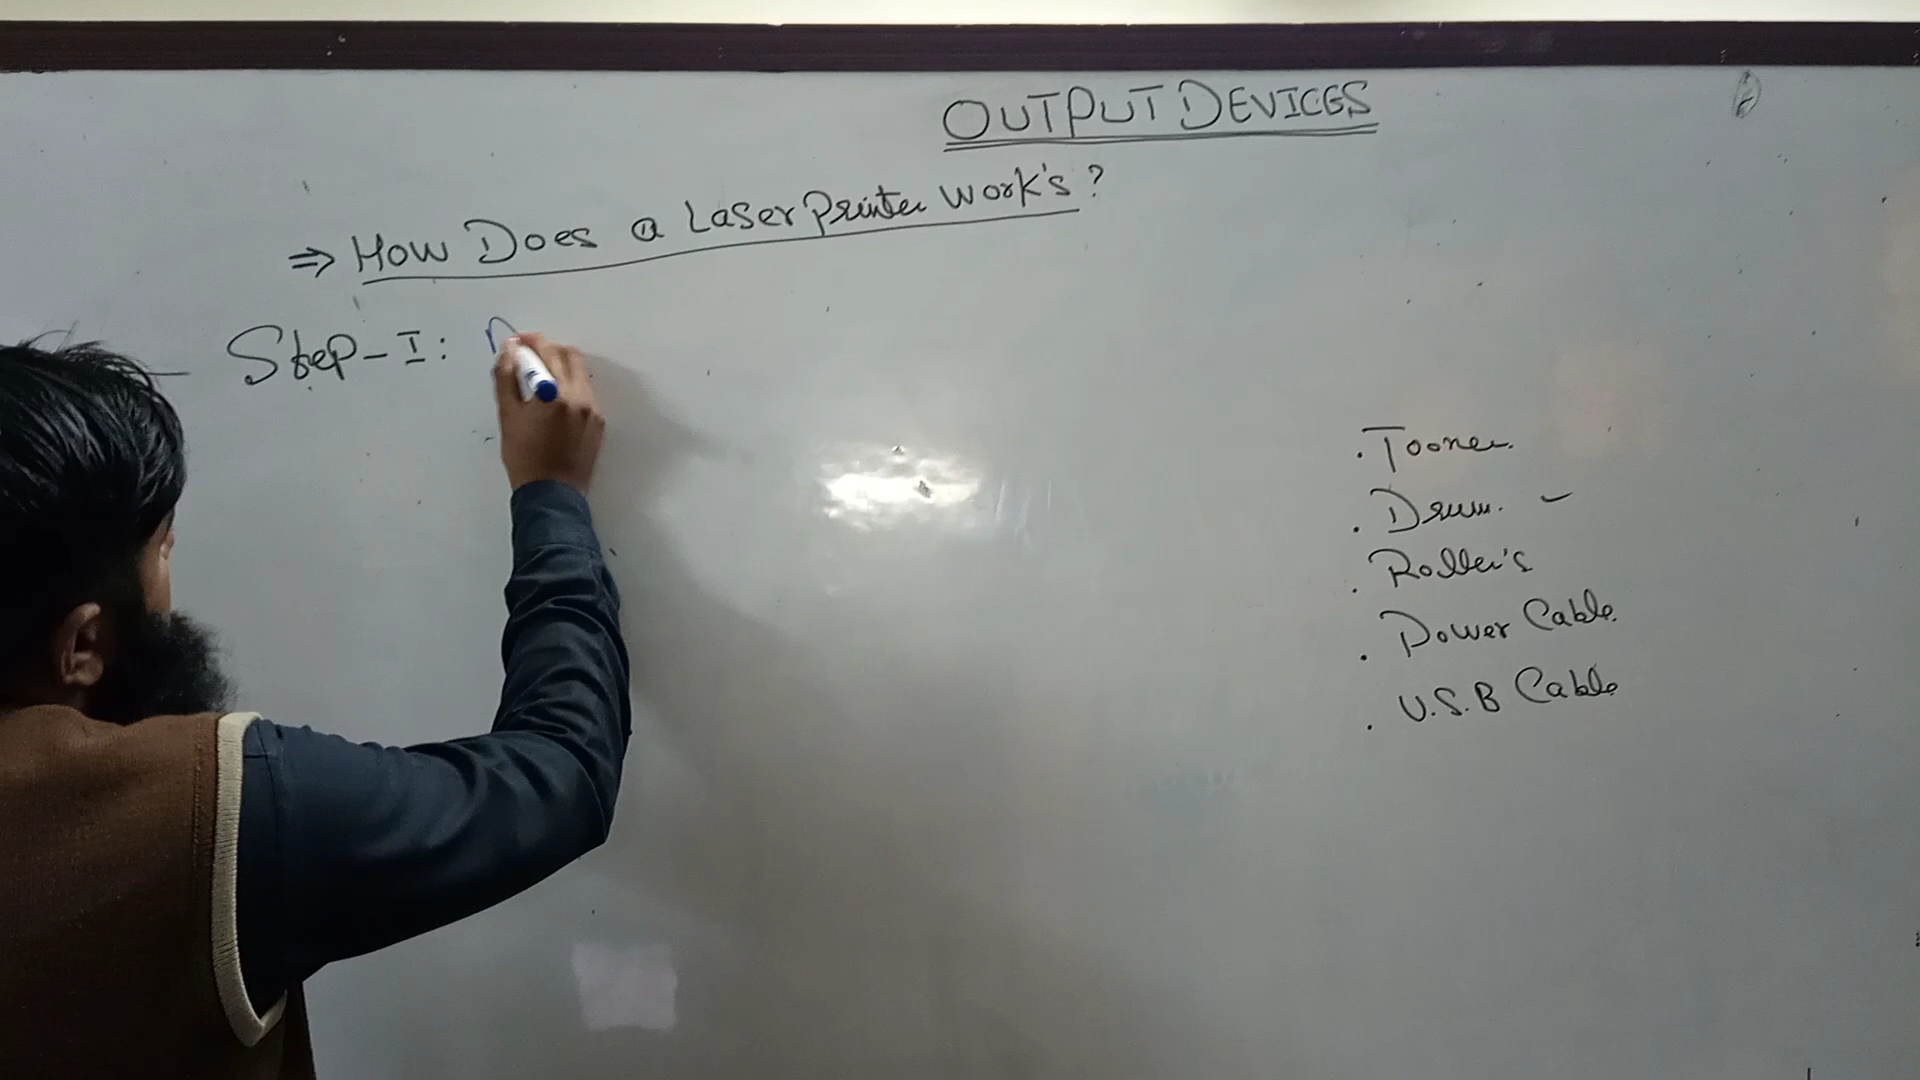 OUTPUT DEVICES
⇒ How Does a Laser Printer Work's?
Step-I:
. Tooner
. Drum. -
. Roller's
. Power Cable
. U.S.B Cable